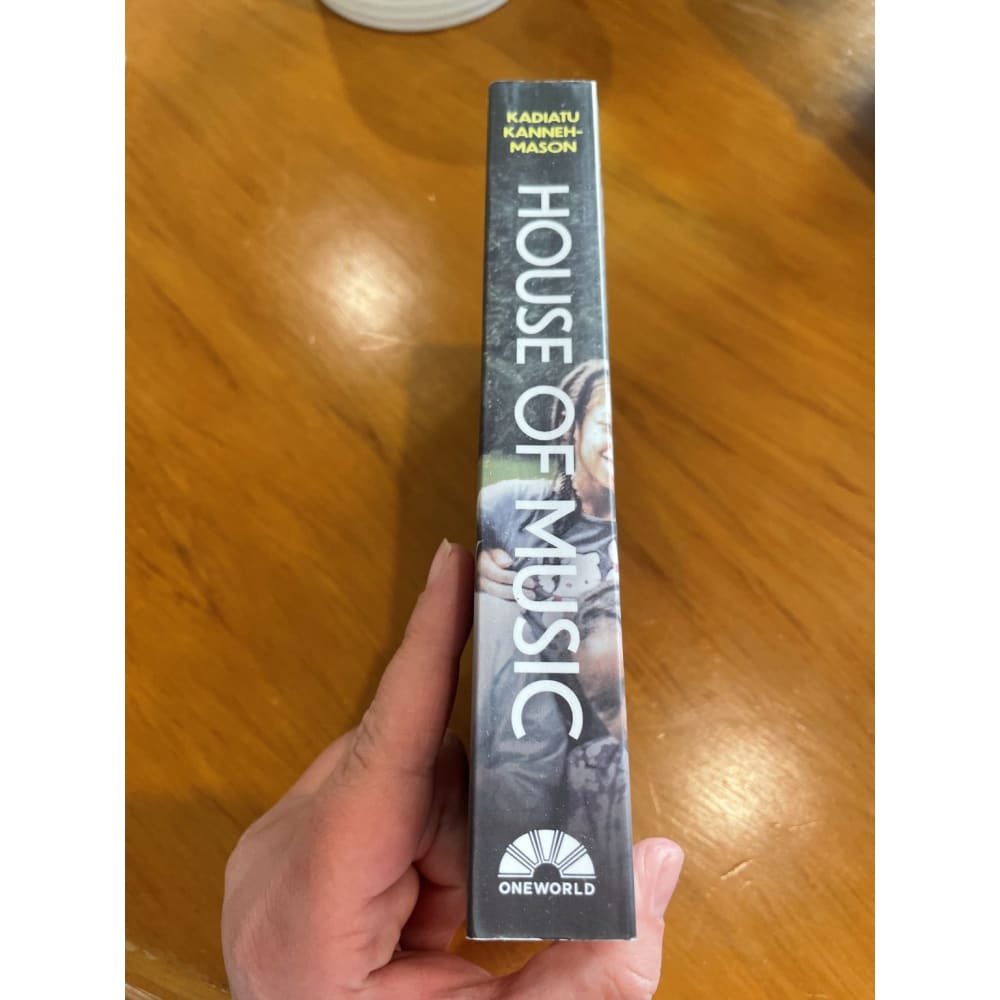 KADIATU
KANNEH-
MASON
HOUSE OF MUSIC
ONEWORLD